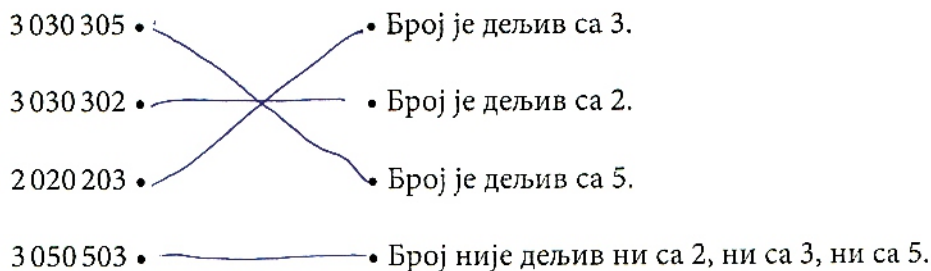 3 030 305 • • Број је дељив са 3.
3 030 302 • • Број је дељив са 2.
2 020 203 • • Број је дељив са 5.
3 050 503 • • Број није дељив ни са 2, ни са 3, ни са 5.